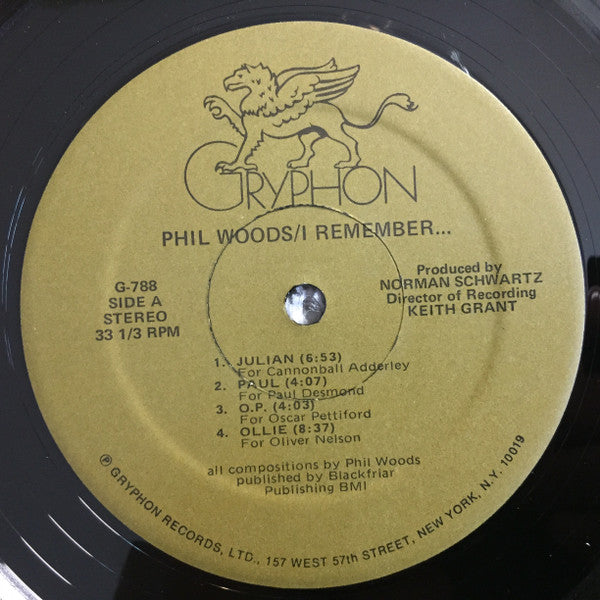 GRYPHON
PHIL WOODS/I REMEMBER...
G-788
SIDE A
STEREO
33 1/3 RPM
Produced by
NORMAN SCHWARTZ
Director of Recording
KEITH GRANT
1. JULIAN (6:53)
For Cannonball Adderley
2. PAUL (4:07)
For Paul Desmond
3. O.P. (4:03)
For Oscar Pettiford
4. OLLIE (8:37)
For Oliver Nelson
all compositions by Phil Woods
published by Blackfriar
Publishing BMI
Ⓟ GRYPHON RECORDS, LTD., 157 WEST 57th STREET, NEW YORK, N.Y. 10019